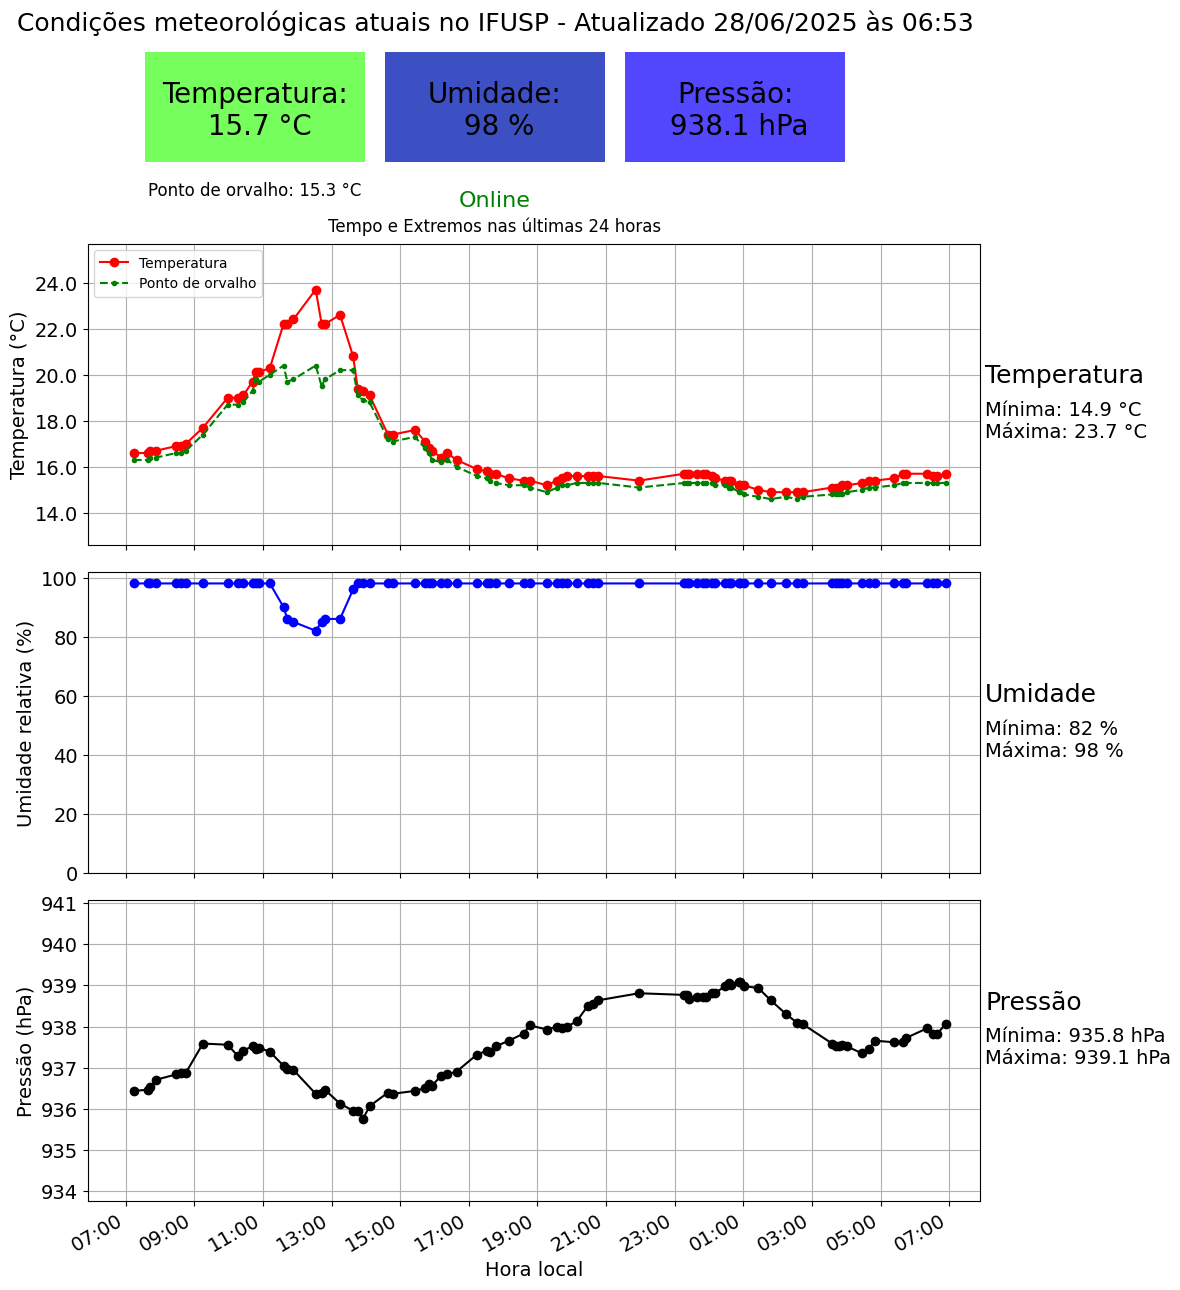 Condições meteorológicas atuais no IFUSP - Atualizado 28/06/2025 às 06:53
Temperatura:
15.7 °C
Umidade:
98 %
Pressão:
938.1 hPa
Ponto de orvalho: 15.3 °C
Online
Tempo e Extremos nas últimas 24 horas
Temperatura
Ponto de orvalho
Temperatura (°C)
24.0
22.0
20.0
18.0
16.0
14.0
Temperatura
Mínima: 14.9 °C
Máxima: 23.7 °C
Umidade relativa (%)
100
80
60
40
20
0
Umidade
Mínima: 82 %
Máxima: 98 %
Pressão (hPa)
941
940
939
938
937
936
935
934
Pressão
Mínima: 935.8 hPa
Máxima: 939.1 hPa
07:00 09:00 11:00 13:00 15:00 17:00 19:00 21:00 23:00 01:00 03:00 05:00 07:00
Hora local